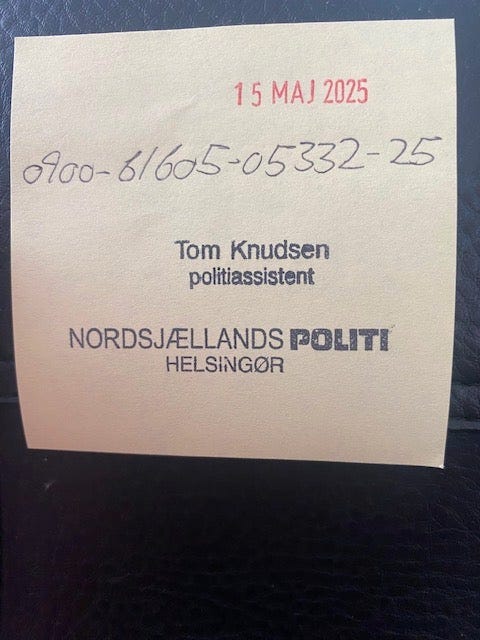 15 MAJ 2025
0900-61605-05332-25
Tom Knudsen
politiassistent
NORDSJÆLLANDS POLITI
HELSINGØR